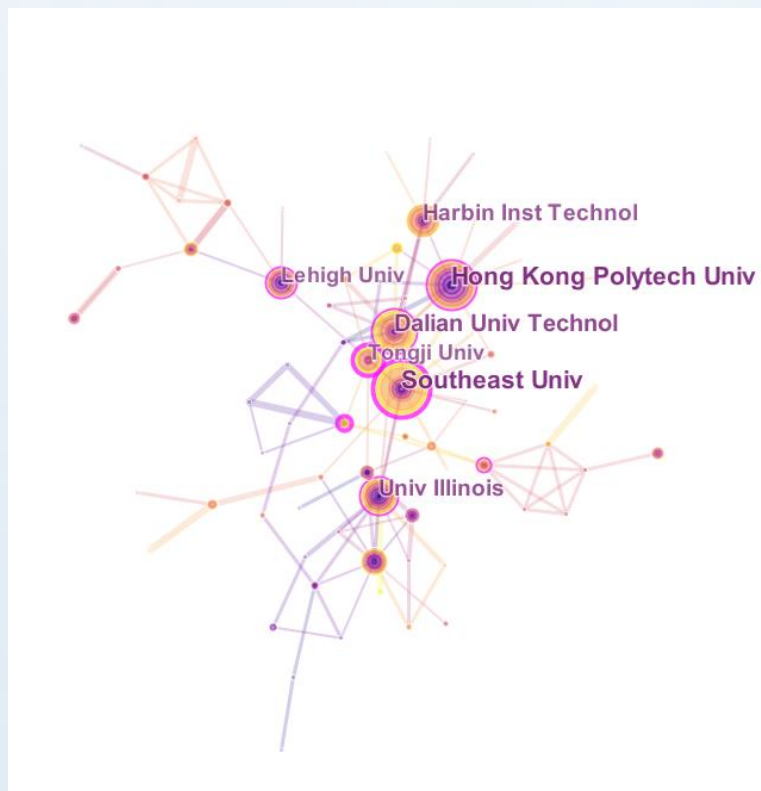 Harbin Inst Technol
Lehigh Univ
Hong Kong Polytech Univ
Dalian Univ Technol
Tongji Univ
Southeast Univ
Univ Illinois